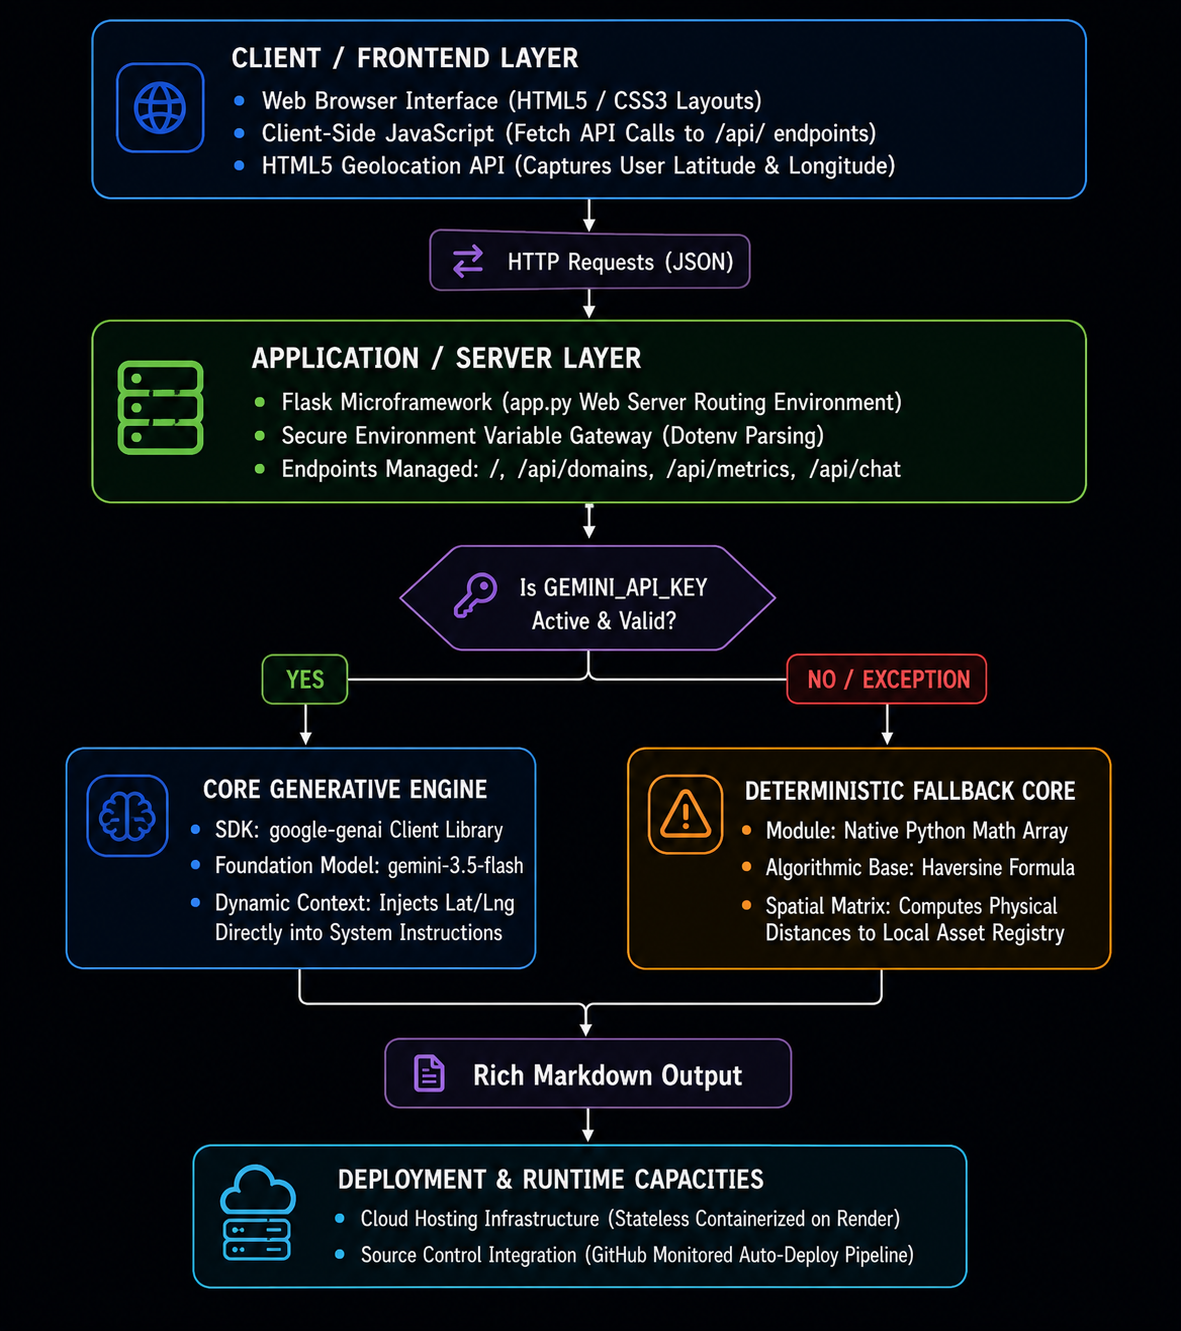 CLIENT / FRONTEND LAYER
Web Browser Interface (HTML5 / CSS3 Layouts)
Client-Side JavaScript (Fetch API Calls to /api/ endpoints)
HTML5 Geolocation API (Captures User Latitude & Longitude)
HTTP Requests (JSON)
APPLICATION / SERVER LAYER
Flask Microframework (app.py Web Server Routing Environment)
Secure Environment Variable Gateway (Dotenv Parsing)
Endpoints Managed: /, /api/domains, /api/metrics, /api/chat
Is GEMINI_API_KEY
Active & Valid?
YES
NO / EXCEPTION
CORE GENERATIVE ENGINE
SDK: google-genai Client Library
Foundation Model: gemini-3.5-flash
Dynamic Context: Injects Lat/Lng
Directly into System Instructions
DETERMINISTIC FALLBACK CORE
Module: Native Python Math Array
Algorithmic Base: Haversine Formula
Spatial Matrix: Computes Physical
Distances to Local Asset Registry
Rich Markdown Output
DEPLOYMENT & RUNTIME CAPACITIES
Cloud Hosting Infrastructure (Stateless Containerized on Render)
Source Control Integration (GitHub Monitored Auto-Deploy Pipeline)